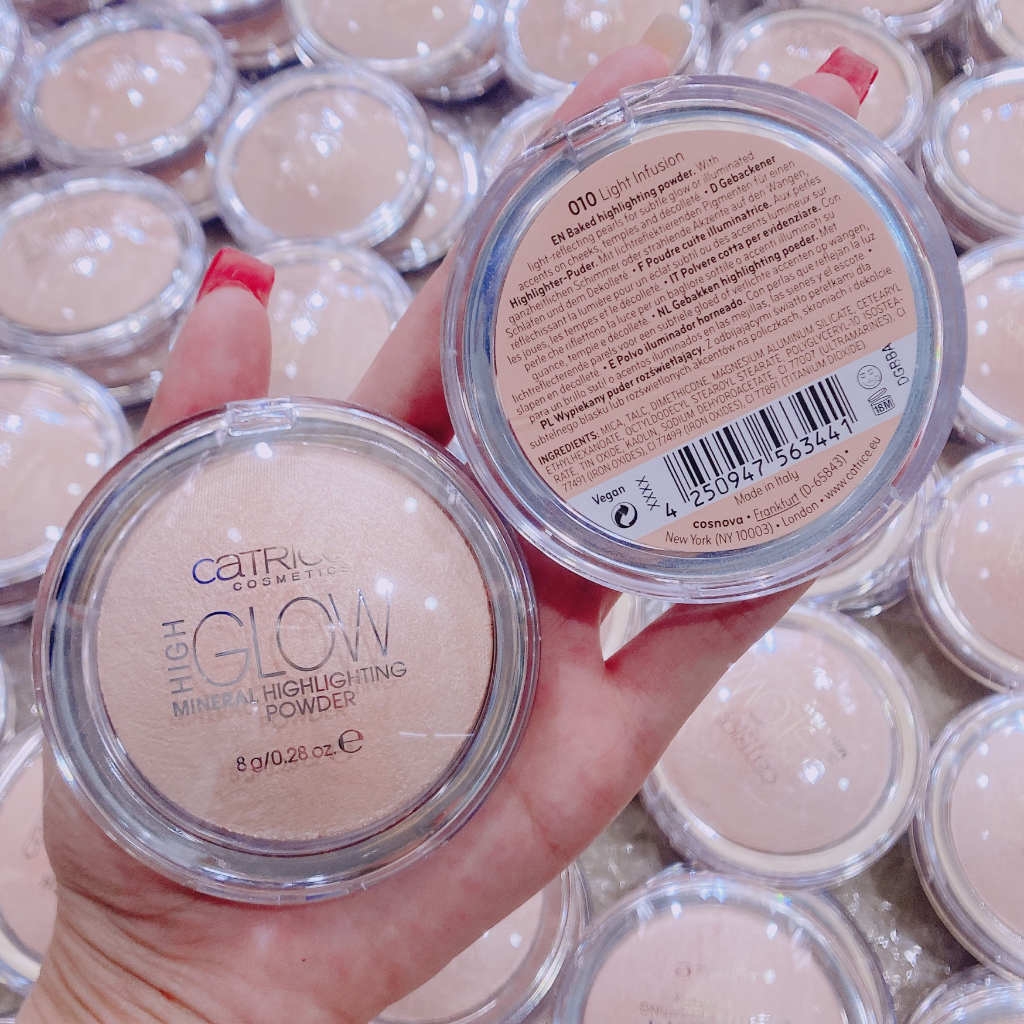 CATRICE
COSMETICS
HIGH
GLOW
MINERAL HIGHLIGHTING
POWDER
8 g/0.28 oz. e
010 Light Infusion
EN Baked highlighting powder. With
light-reflecting pearls for subtle glow or illuminated
accents on cheeks, temples and décolleté • D Gebackener
Highlighter-Puder. Mit lichtreflektierenden Pigmenten für einen
ganzheitlichen Schimmer oder strahlende Akzente auf den Wangen,
Schläfen und dem Dekolleté • F Poudre cuite illuminatrice. Aux perles
réfléchissant la lumière pour un éclat subtil ou des accents lumineux sur
les joues, les tempes et le décolleté • IT Polvere cotta per evidenziare. Con
perle che riflettono la luce per un bagliore sottile o accenti illuminati su
guance, tempie e décolleté • NL Gebakken highlighting poeder. Met
lichtreflecterende parels voor een subtiele gloed of verlichte accenten op wangen,
slapen en decolleté • E Polvo iluminador horneado. Con perlas que reflejan la luz
para un brillo sutil o acentos iluminados en las mejillas, las sienes y el escote •
PL Wypiekany puder rozświetlający. Z odbijającymi światło perełkami dla
subtelnego blasku lub rozświetlonych akcentów na policzkach, skroniach i dekolcie.
INGREDIENTS: MICA, TALC, DIMETHICONE, MAGNESIUM ALUMINUM SILICATE, CETEARYL
ETHYLHEXANOATE, OCTYLDODECYL STEAROYL STEARATE, POLYGLYCERYL-10 ISOSTEA-
RATE, TIN OXIDE, KAOLIN, SODIUM DEHYDROACETATE, CI 77007 (ULTRAMARINES), CI
77491 (IRON OXIDES), CI 77499 (IRON OXIDES), CI 77891 (TITANIUM DIOXIDE)
Vegan
XXXX
4 250947 563441
18M
DGRBA
Made in Italy
cosnova • Frankfurt (D-65843) •
New York (NY 10003) • London • www.catrice.eu